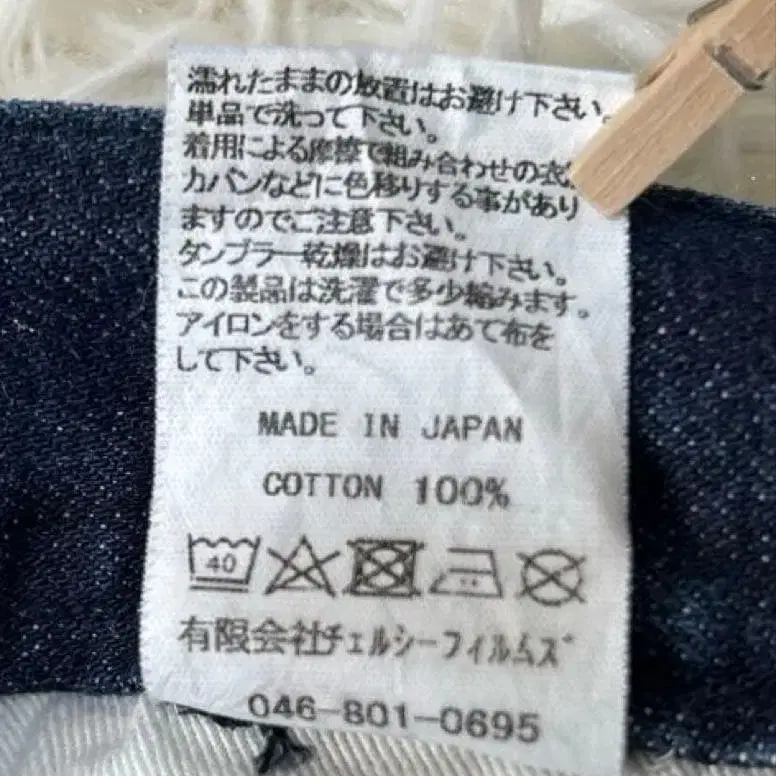 濡れたままの放置はお避け下さい。
単品で洗って下さい。
着用による摩擦で組み合わせの衣
カバンなどに色移りする事があり
ますのでご注意下さい。
タンブラー乾燥はお避け下さい。
この製品は洗濯で多少縮みます。
アイロンをする場合はあて布を
して下さい。
MADE IN JAPAN
COTTON 100%
40
有限会社チェルシーフィルムズ
046-801-0695